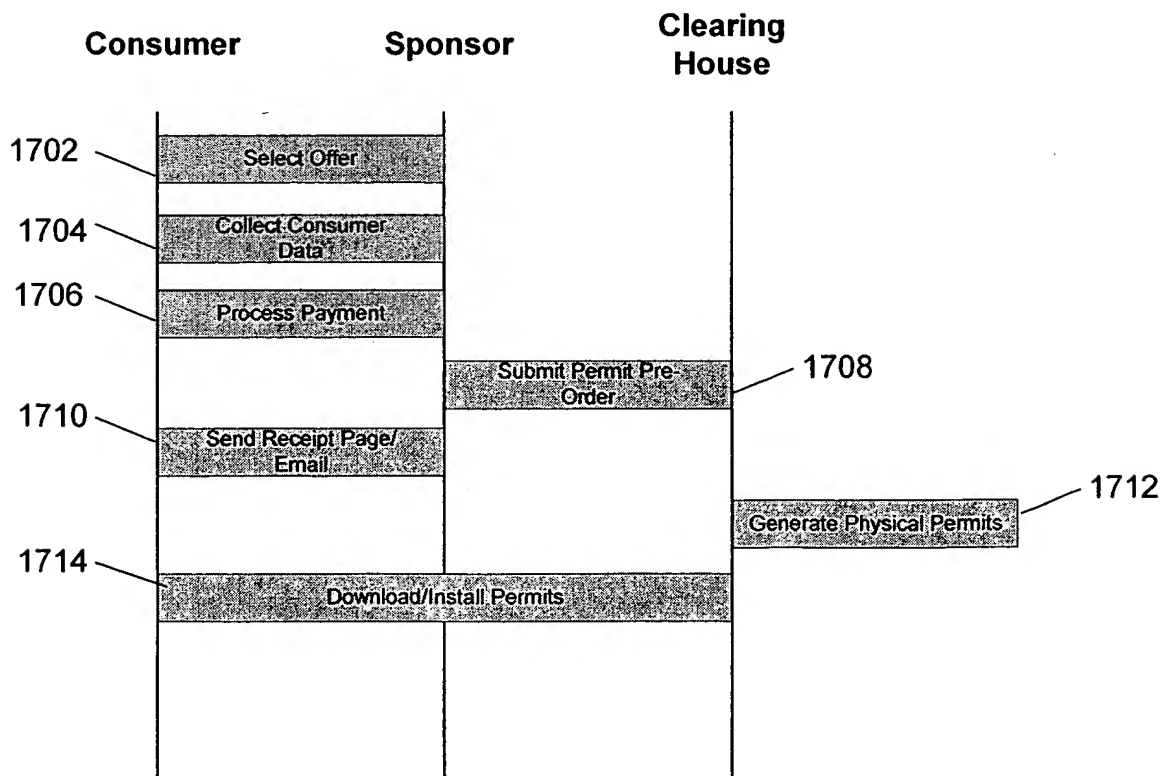 Consumer
Sponsor
Clearing
House
1702
Select Offer
1704
Collect Consumer
Data
1706
Process Payment
Submit Permit Pre-
Order
1708
1710
Send Receipt Page/
Email
1712
Generate Physical Permits
1714
Download/Install Permits